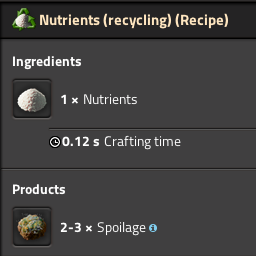 Nutrients (recycling) (Recipe)
Ingredients
1 × Nutrients
0.12 s Crafting time
Products
2-3 × Spoilage